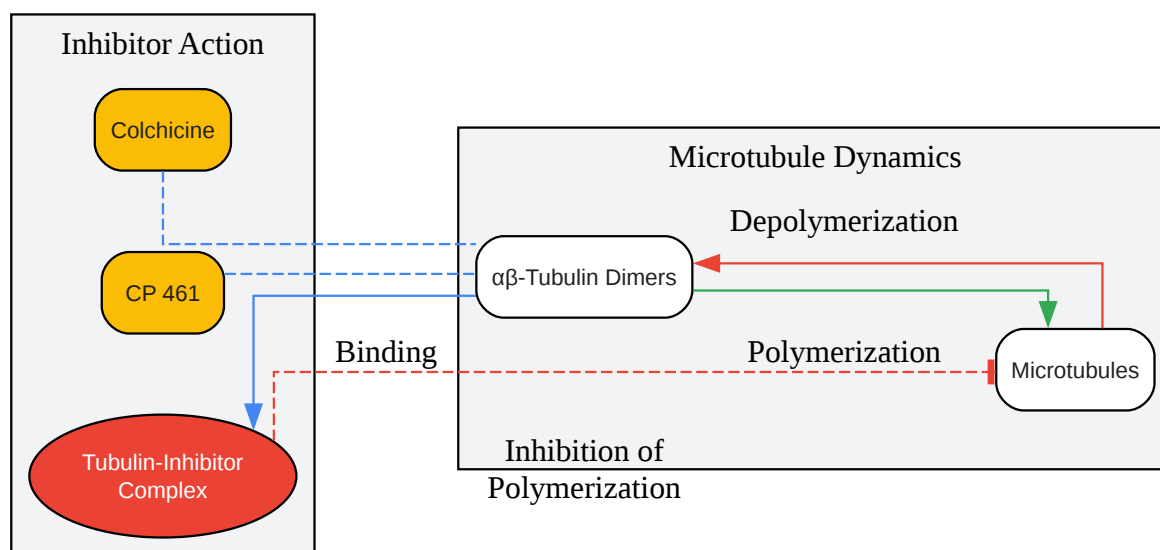 Inhibitor Action
Colchicine
CP 461
Tubulin-Inhibitor
Complex
Microtubule Dynamics
Depolymerization
αβ-Tubulin Dimers
Binding
Polymerization
Microtubules
Inhibition of
Polymerization